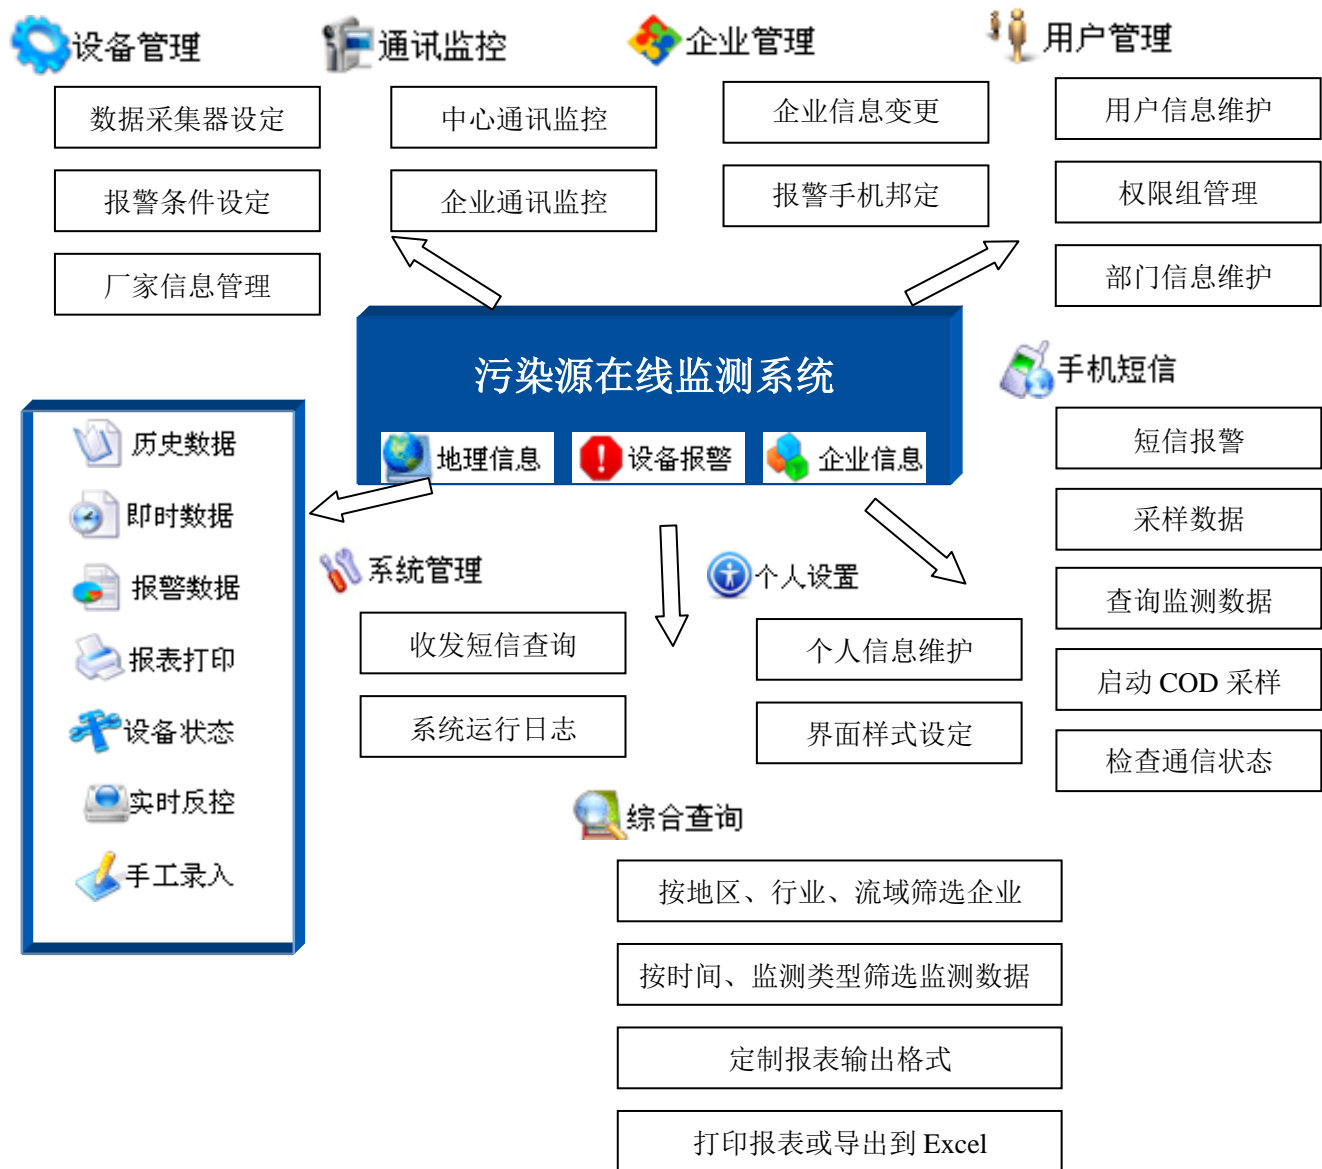 设备管理
通讯监控
企业管理
用户管理
数据采集器设定
中心通讯监控
企业信息变更
用户信息维护
报警条件设定
企业通讯监控
报警手机邦定
权限组管理
厂家信息管理
部门信息维护
污染源在线监测系统
地理信息
设备报警
企业信息
手机短信
短信报警
采样数据
查询监测数据
启动 COD 采样
检查通信状态
历史数据
即时数据
报警数据
报表打印
设备状态
实时反控
手工录入
系统管理
收发短信查询
系统运行日志
个人设置
个人信息维护
界面样式设定
综合查询
按地区、行业、流域筛选企业
按时间、监测类型筛选监测数据
定制报表输出格式
打印报表或导出到 Excel